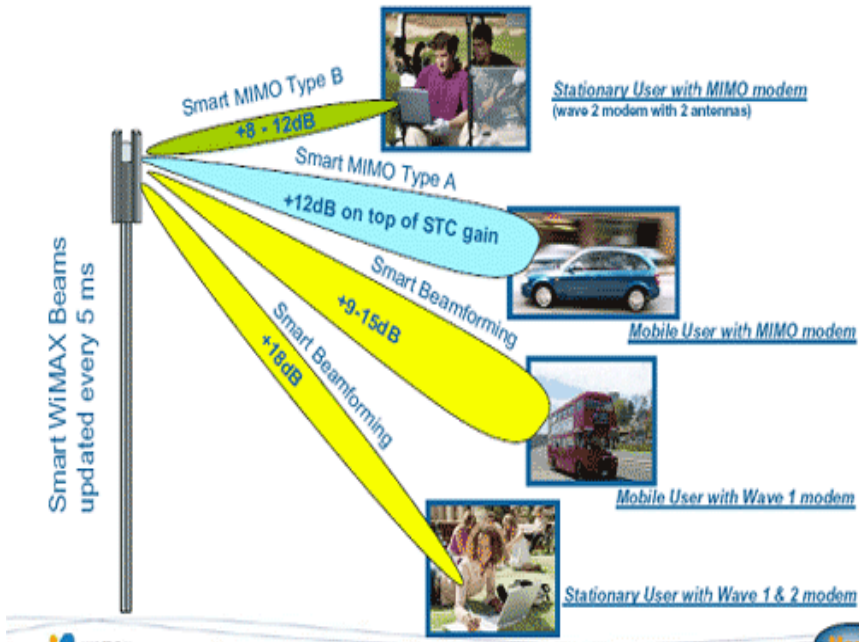 Smart MIMO Type B
+8 - 12dB
Stationary User with MIMO modem
(wave 2 modem with 2 antennas)
Smart MIMO Type A
+12dB on top of STC gain
Mobile User with MIMO modem
Smart Beamforming
+9-15dB
Mobile User with Wave 1 modem
Smart Beamforming
+18dB
Stationary User with Wave 1 & 2 modem
Smart WiMAX Beams
updated every 5 ms